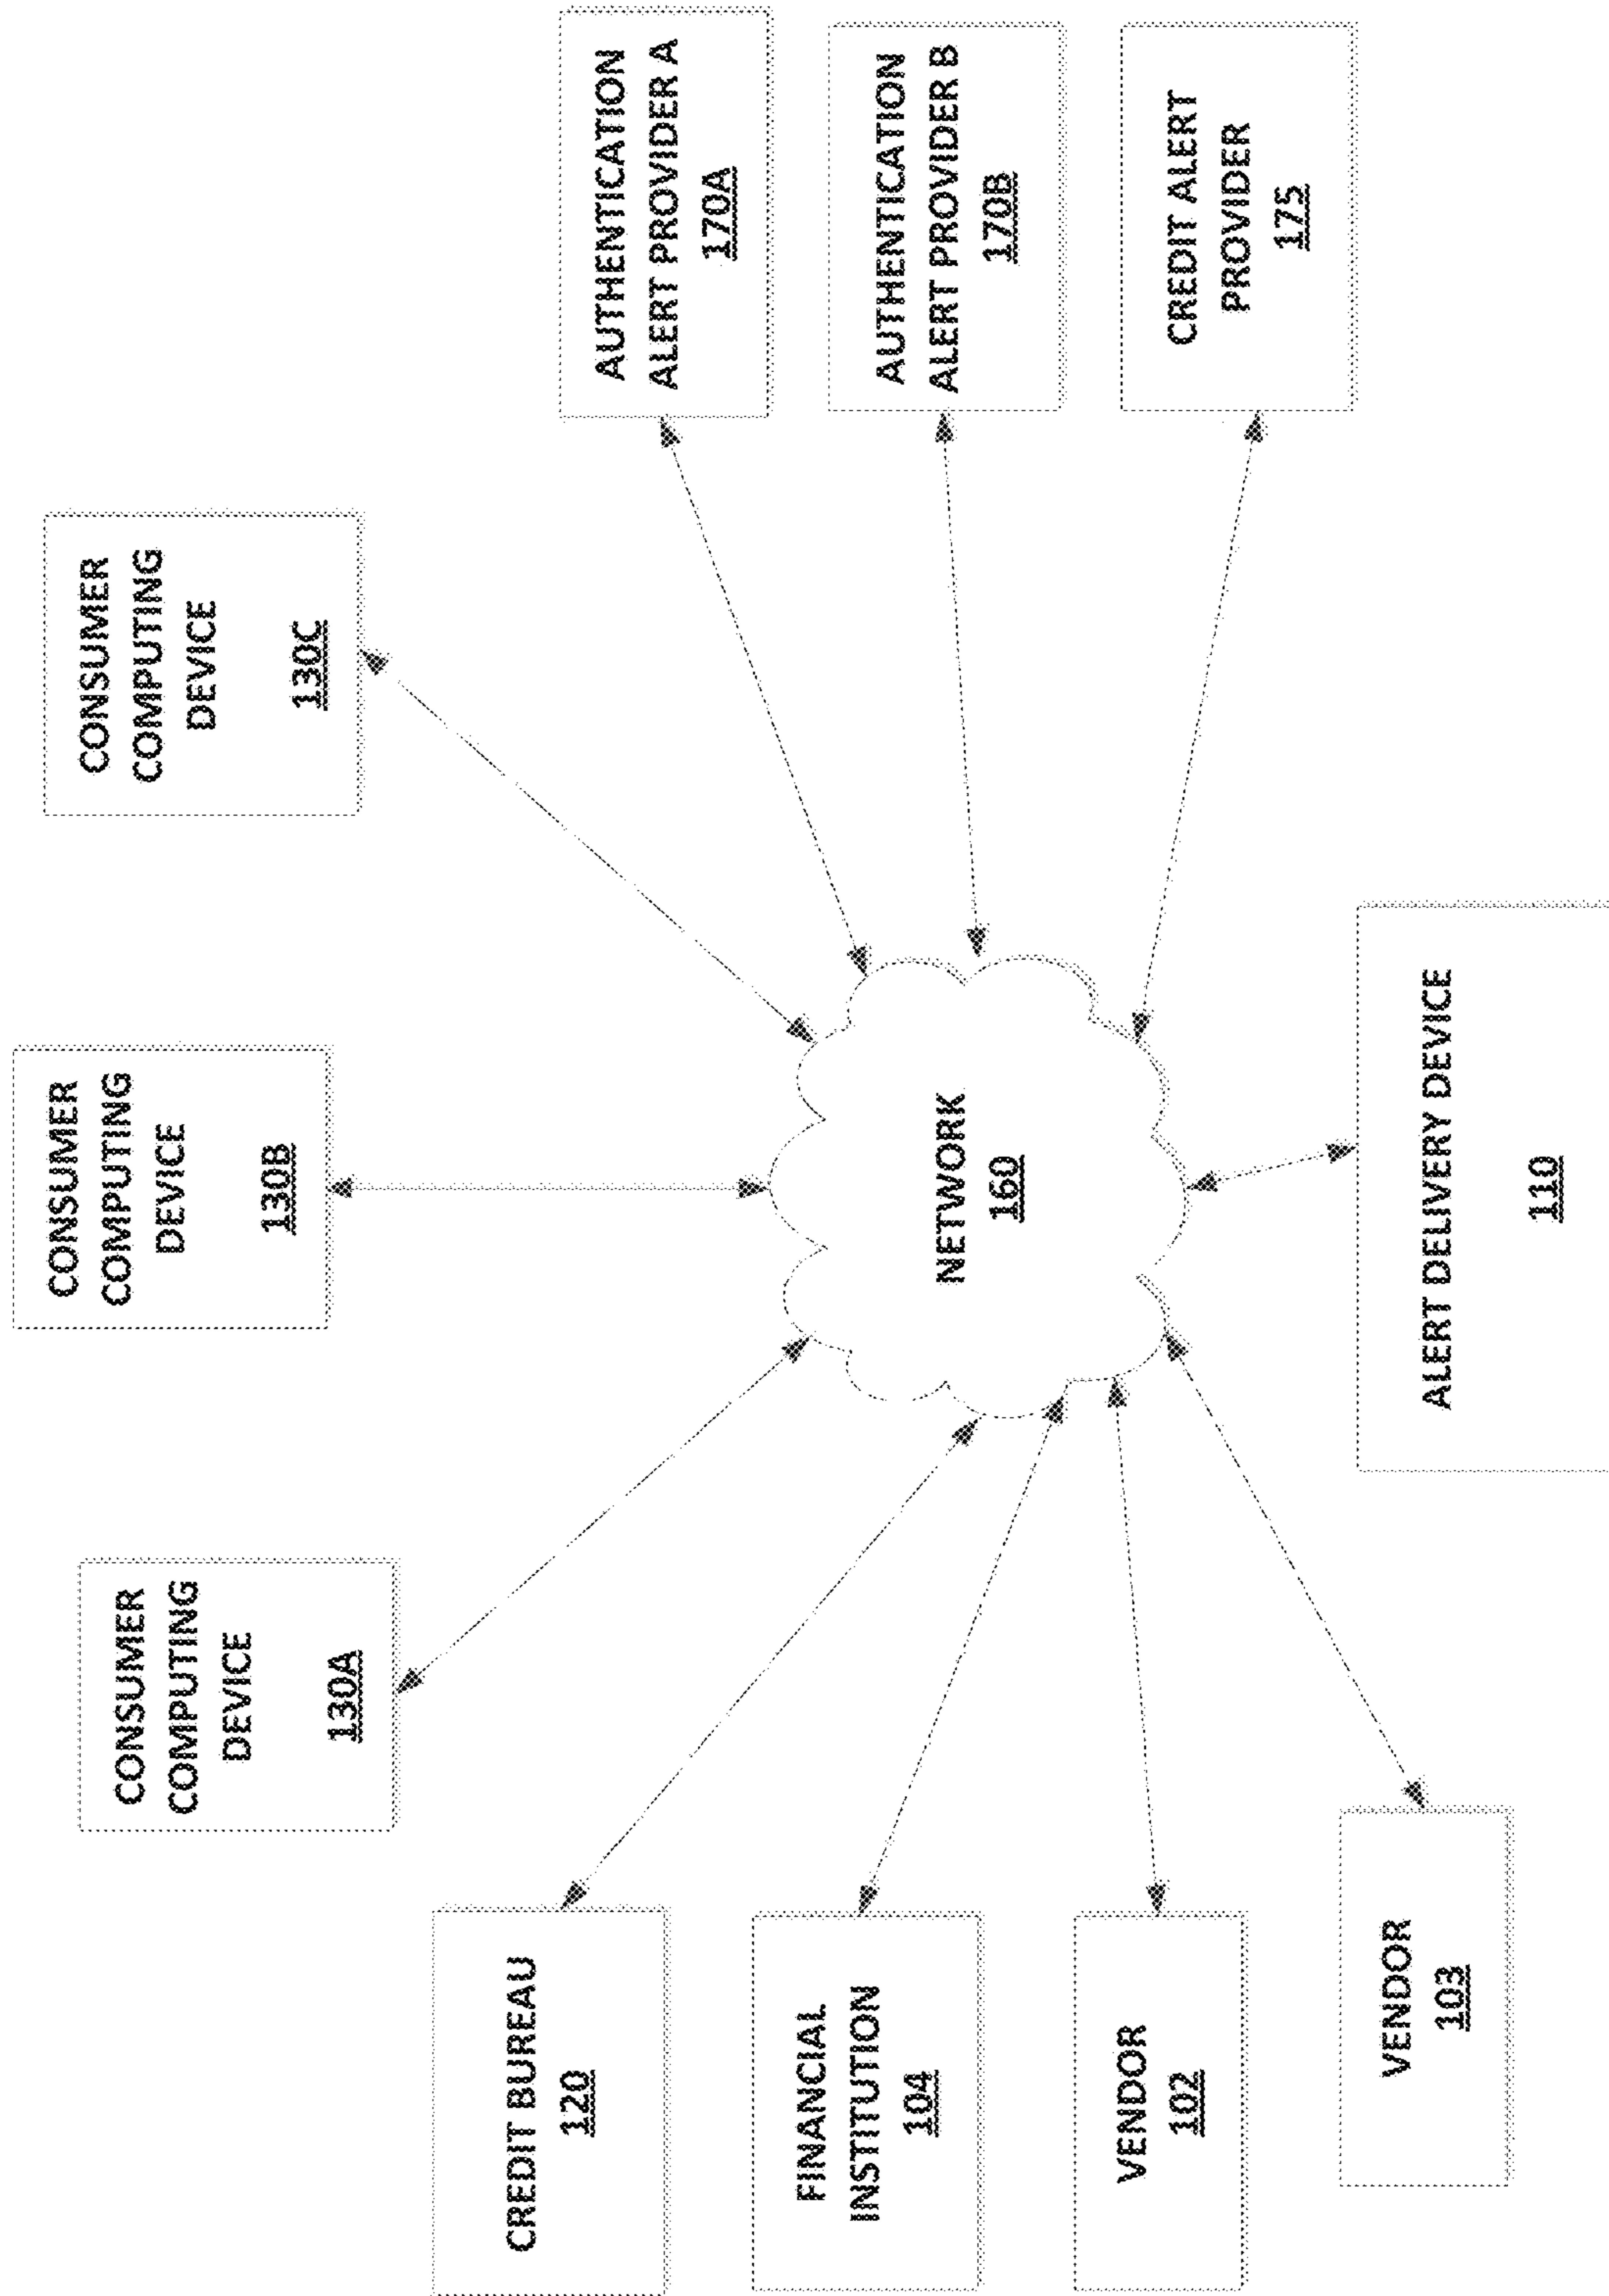 CONSUMER
COMPUTING
DEVICE
130A
CONSUMER
COMPUTING
DEVICE
130B
CONSUMER
COMPUTING
DEVICE
130C
CREDIT BUREAU
120
FINANCIAL
INSTITUTION
104
VENDOR
102
VENDOR
103
NETWORK
160
ALERT DELIVERY DEVICE
110
AUTHENTICATION
ALERT PROVIDER A
170A
AUTHENTICATION
ALERT PROVIDER B
170B
CREDIT ALERT
PROVIDER
175